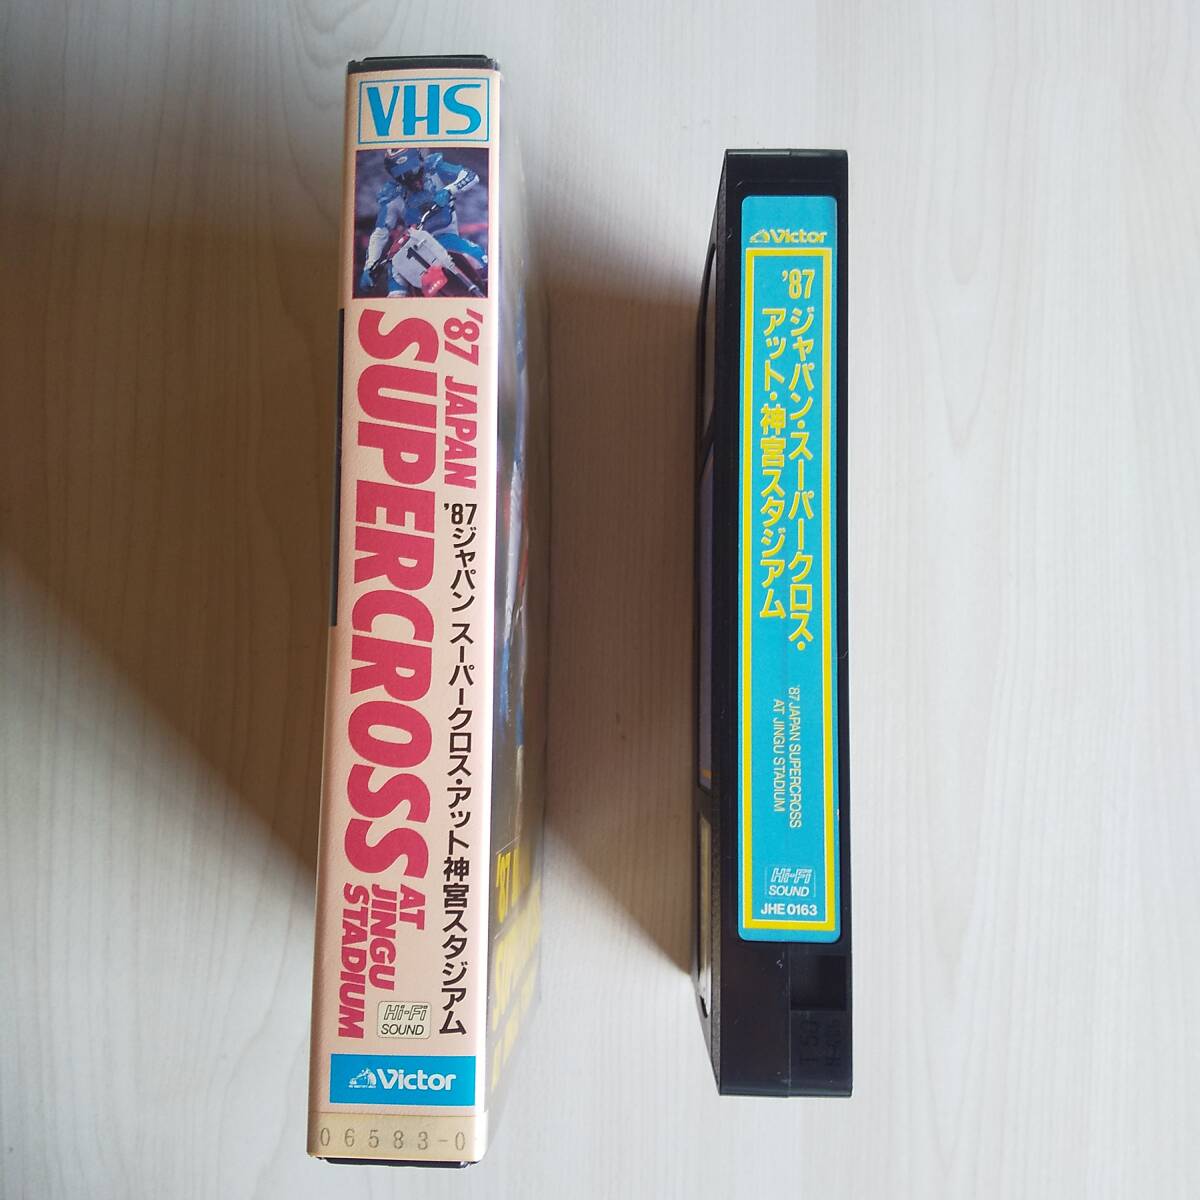 VHS
1
'87 JAPAN
SUPERCROSS
AT
JINGU
STADIUM
'87ジャパン スーパークロス・アット神宮スタジアム
Hi-Fi
SOUND
Victor
06583-0
Victor
'87 ジャパン・スーパークロス・
アット・神宮スタジアム
'87 JAPAN SUPERCROSS
AT JINGU STADIUM
Hi-Fi
SOUND
JHE 0163